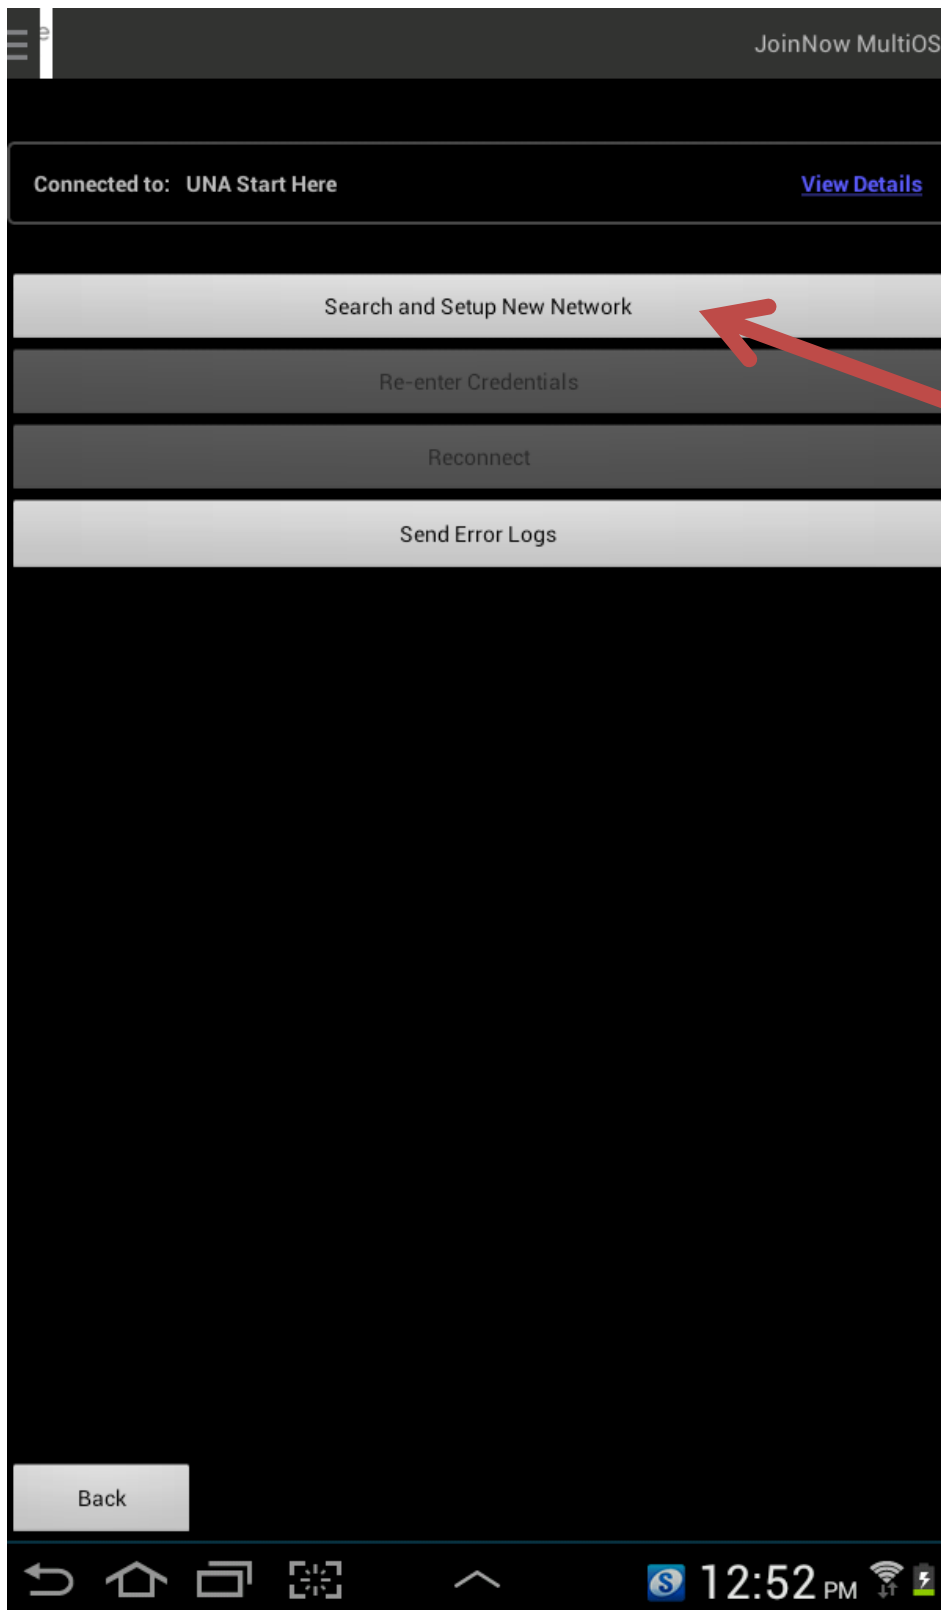 e
JoinNow MultiOS
Connected to: UNA Start Here View Details
Search and Setup New Network
Re-enter Credentials
Reconnect
Send Error Logs
Back
S 12:52 PM